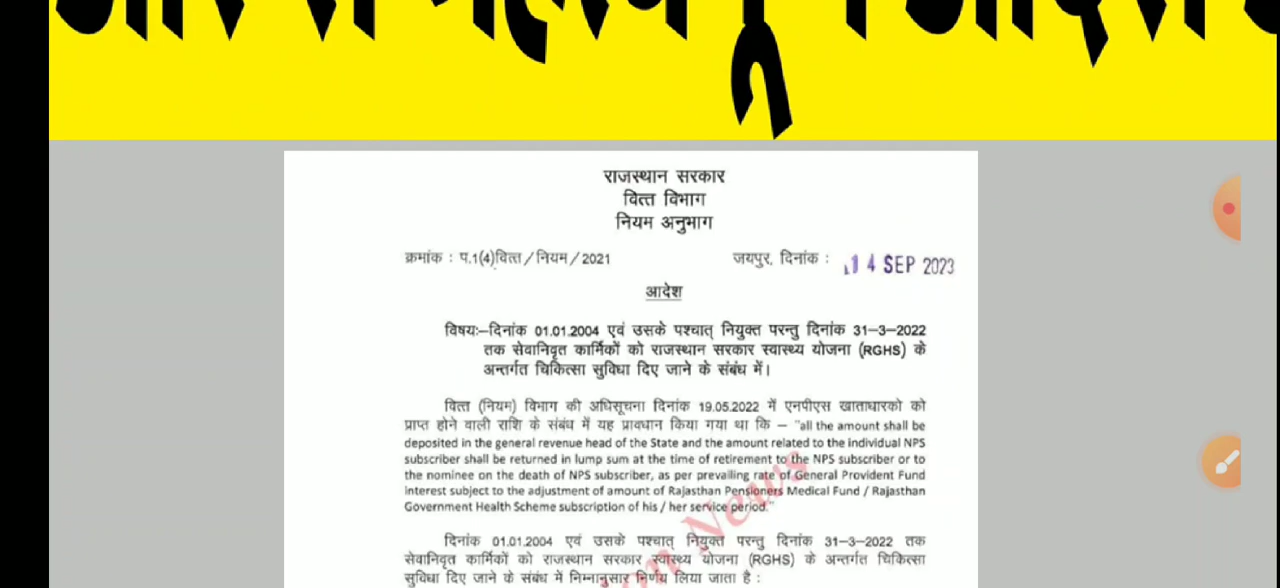 राजस्थान सरकार
वित्त विभाग
नियम अनुभाग
क्रमांक : प.1(4)वित्त/नियम/2021 जयपुर, दिनांक : 14 SEP 2023
आदेश
विषयः–दिनांक 01.01.2004 एवं उसके पश्चात् नियुक्त परन्तु दिनांक 31-3-2022
तक सेवानिवृत कार्मिकों को राजस्थान सरकार स्वास्थ्य योजना (RGHS) के
अन्तर्गत चिकित्सा सुविधा दिए जाने के संबंध में।
वित्त (नियम) विभाग की अधिसूचना दिनांक 19.05.2022 में एनपीएस खाताधारको को
प्राप्त होने वाली राशि के संबंध में यह प्रावधान किया गया था कि – "all the amount shall be
deposited in the general revenue head of the State and the amount related to the individual NPS
subscriber shall be returned in lump sum at the time of retirement to the NPS subscriber or to
the nominee on the death of NPS subscriber, as per prevailing rate of General Provident Fund
interest subject to the adjustment of amount of Rajasthan Pensioners Medical Fund / Rajasthan
Government Health Scheme subscription of his / her service period."
दिनांक 01.01.2004 एवं उसके पश्चात् नियुक्त परन्तु दिनांक 31-3-2022 तक
सेवानिवृत कार्मिकों को राजस्थान सरकार स्वास्थ्य योजना (RGHS) के अन्तर्गत चिकित्सा
सुविधा दिए जाने के संबंध में निम्नानुसार निर्णय लिया जाता है :
News